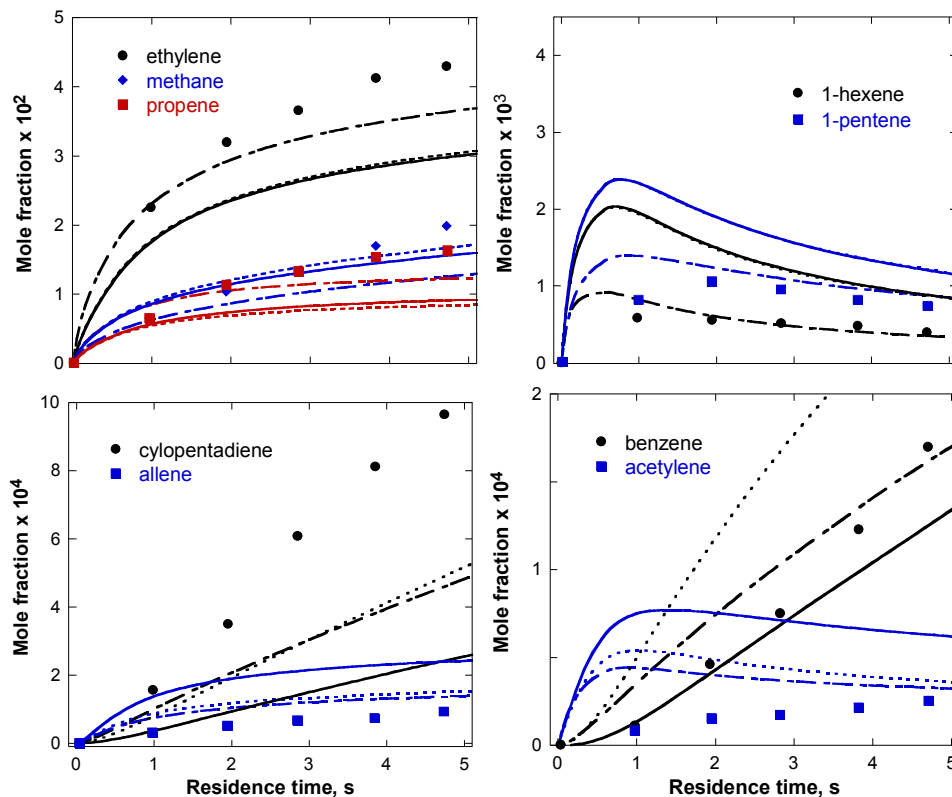 5
4
3
2
1
0
Mole fraction x 10²
ethylene
methane
propene
4
3
2
1
0
Mole fraction x 10³
1-hexene
1-pentene
10
8
6
4
2
0
Mole fraction x 10⁴
cylopentadiene
allene
0 1 2 3 4 5
Residence time, s
2
1
0
Mole fraction x 10⁴
benzene
acetylene
0 1 2 3 4 5
Residence time, s